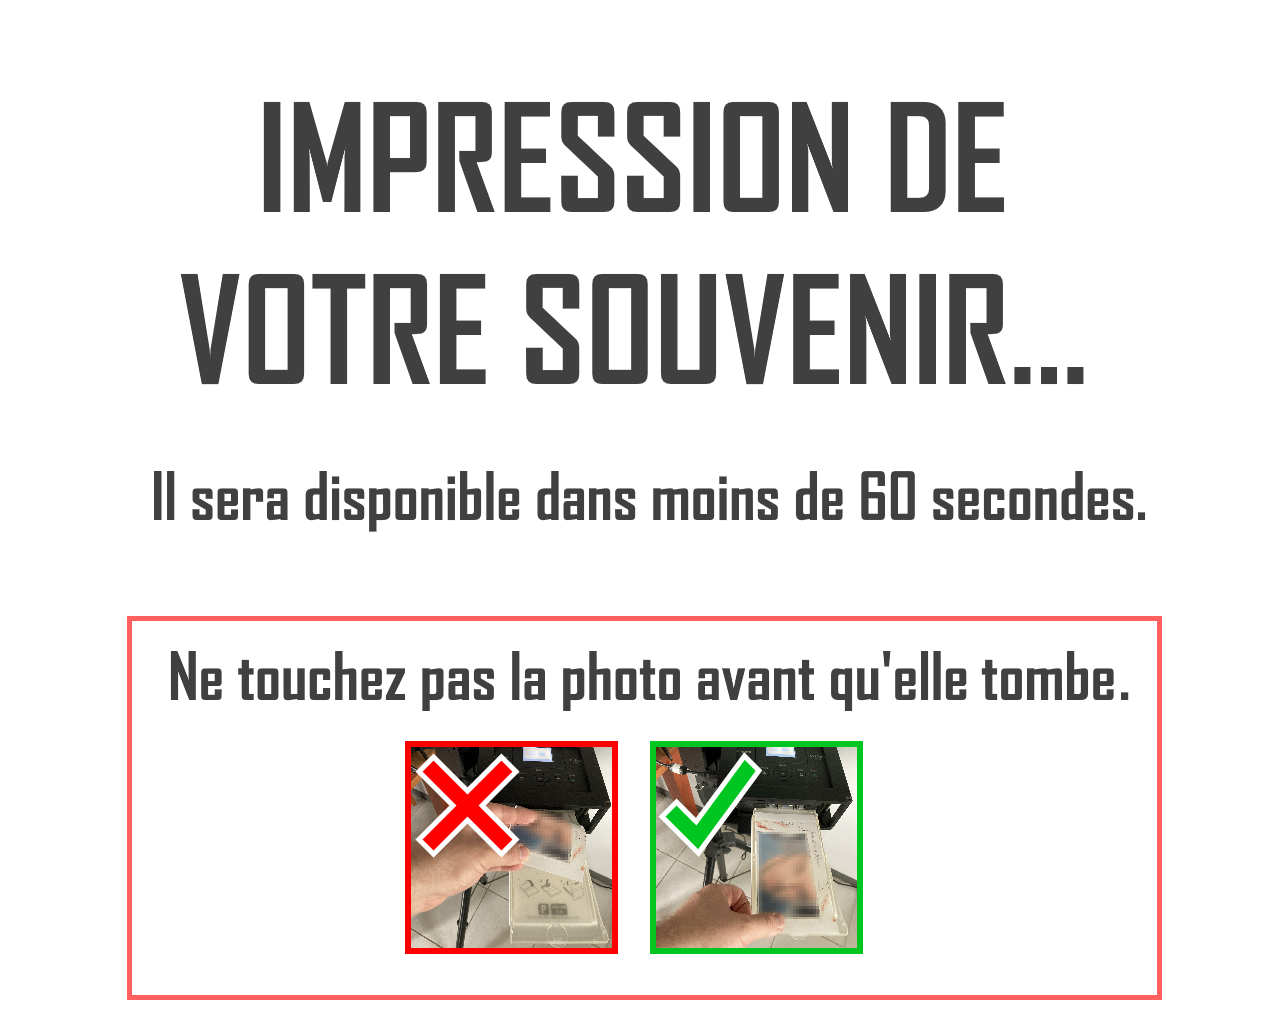 IMPRESSION DE
VOTRE SOUVENIR...
Il sera disponible dans moins de 60 secondes.
Ne touchez pas la photo avant qu'elle tombe.